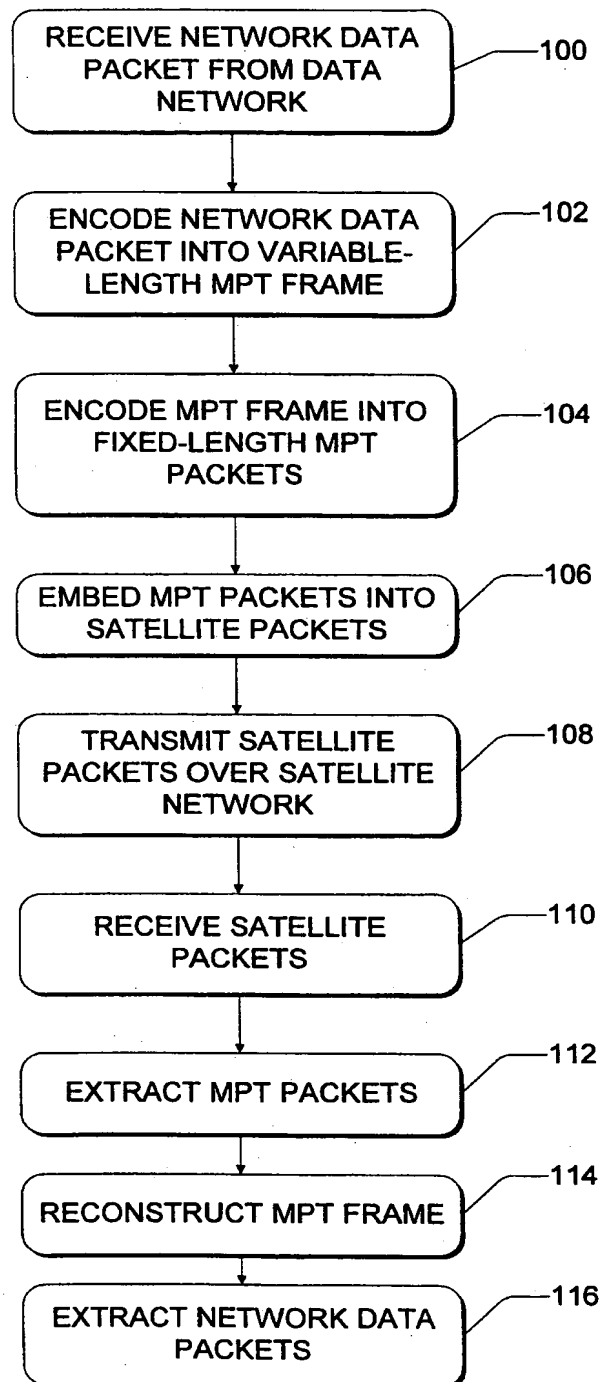 RECEIVE NETWORK DATA
PACKET FROM DATA
NETWORK
100
ENCODE NETWORK DATA
PACKET INTO VARIABLE-
LENGTH MPT FRAME
102
ENCODE MPT FRAME INTO
FIXED-LENGTH MPT
PACKETS
104
EMBED MPT PACKETS INTO
SATELLITE PACKETS
106
TRANSMIT SATELLITE
PACKETS OVER SATELLITE
NETWORK
108
RECEIVE SATELLITE
PACKETS
110
EXTRACT MPT PACKETS
112
RECONSTRUCT MPT FRAME
114
EXTRACT NETWORK DATA
PACKETS
116